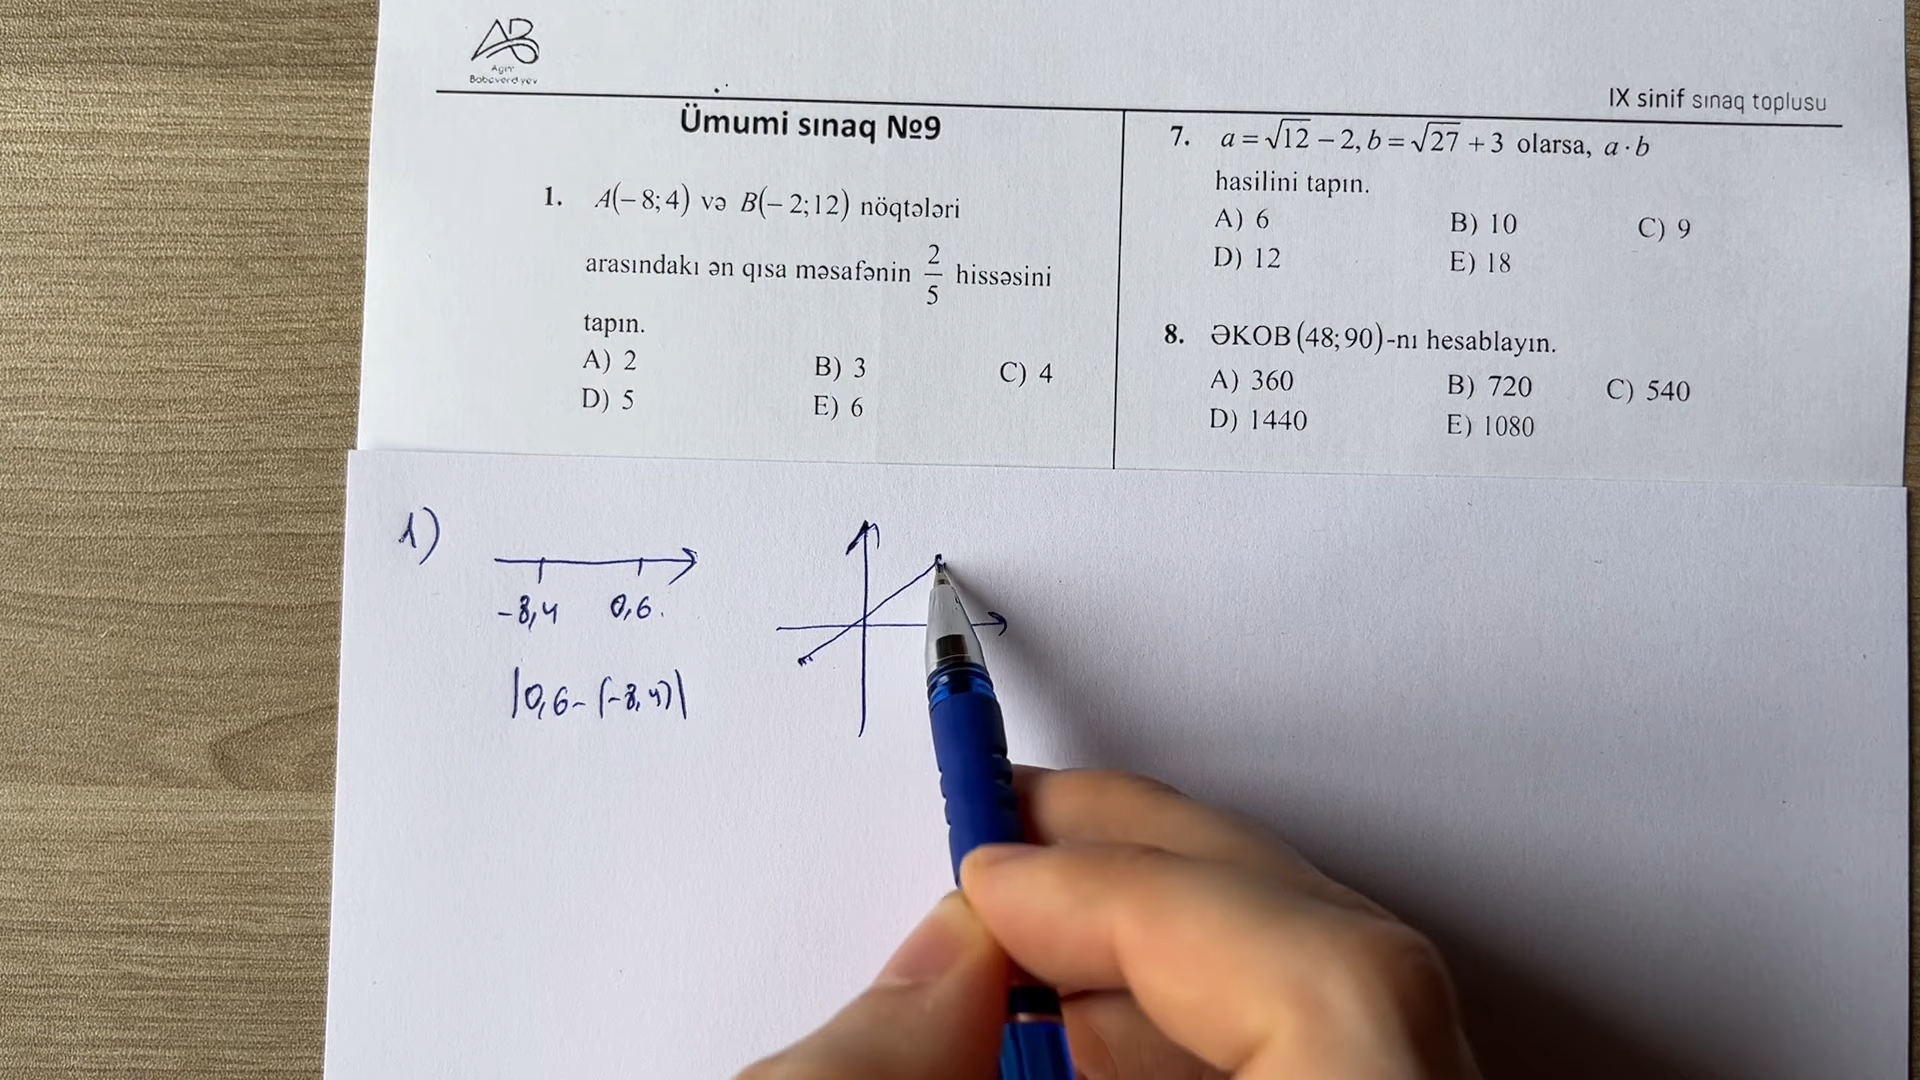 AB
Agır
Babaverdiyev
IX sinif sınaq toplusu
Ümumi sınaq №9
1. A(– 8; 4) və B(– 2; 12) nöqtələri
arasındakı ən qısa məsafənin 2/5 hissəsini
tapın.
A) 2 B) 3 C) 4
D) 5 E) 6
7. a = √12 – 2, b = √27 + 3 olarsa, a · b
hasilini tapın.
A) 6 B) 10 C) 9
D) 12 E) 18
8. ƏKOB (48; 90)-nı hesablayın.
A) 360 B) 720 C) 540
D) 1440 E) 1080
1)
-8,4 0,6.
|0,6-(-8,4)|